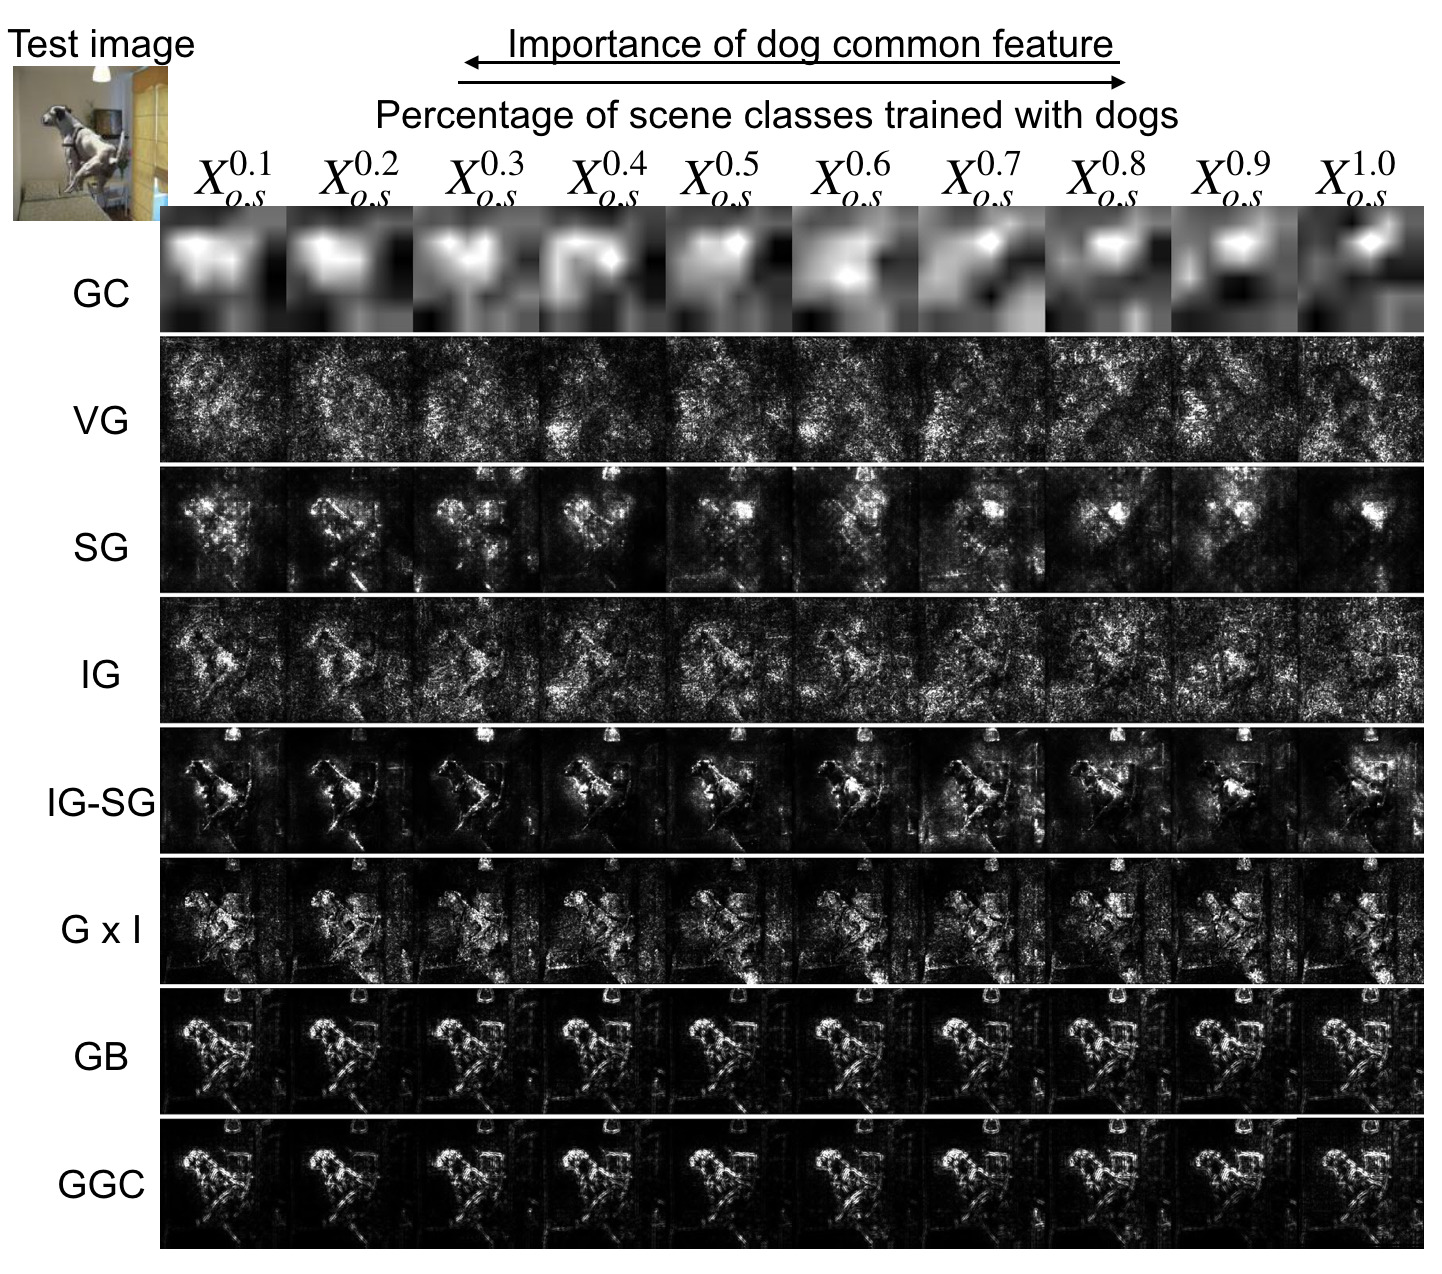 Test image
Importance of dog common feature
Percentage of scene classes trained with dogs
X^{0.1}_{o,s} X^{0.2}_{o,s} X^{0.3}_{o,s} X^{0.4}_{o,s} X^{0.5}_{o,s} X^{0.6}_{o,s} X^{0.7}_{o,s} X^{0.8}_{o,s} X^{0.9}_{o,s} X^{1.0}_{o,s}
GC
VG
SG
IG
IG-SG
G x I
GB
GGC